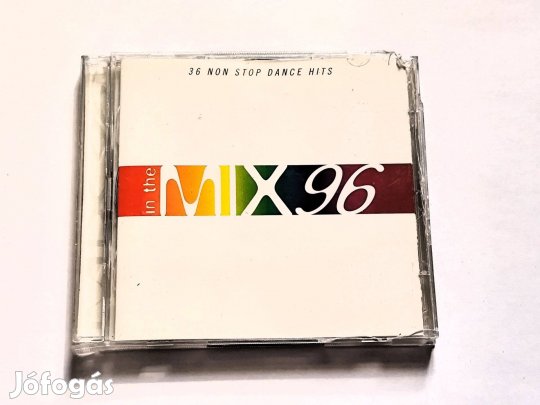 36 NON STOP DANCE HITS
in the MIX 96
Jófogás